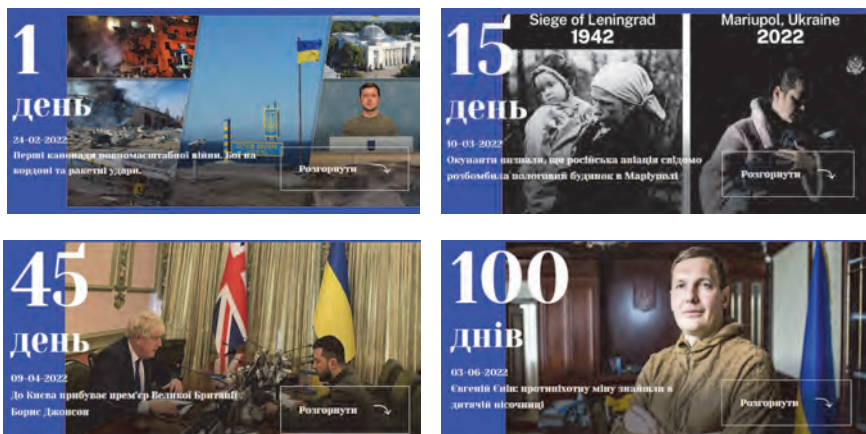 1
день
24-02-2022
Перші канонади повномасштабної війни. Бої на
кордоні та ракетні удари.
Розгорнути
Siege of Leningrad
1942
Mariupol, Ukraine
2022
15
день
10-03-2022
Окупанти визнали, що російська авіація свідомо
розбомбила пологовий будинок в Маріуполі
Розгорнути
45
день
09-04-2022
До Києва прибуває прем'єр Великої Британії
Борис Джонсон
Розгорнути
100
днів
03-06-2022
Євгеній Єнін: протипіхотну міну знайшли в
дитячій пісочниці
Розгорнути